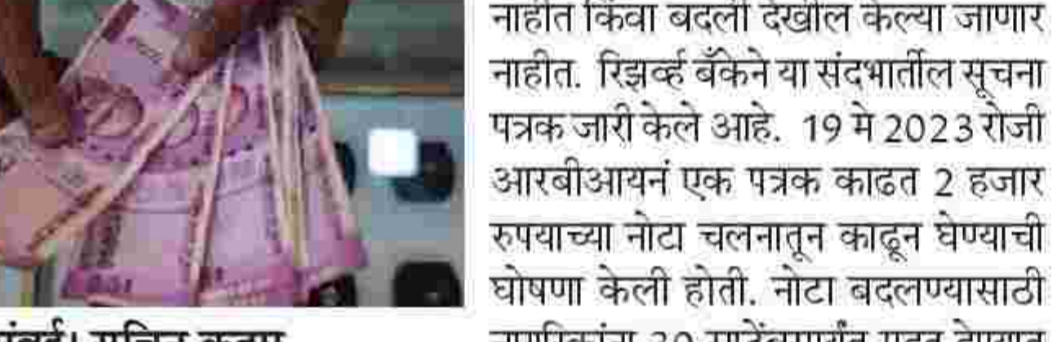 नाहीत किंवा बदली देखील केल्या जाणार
नाहीत. रिझर्व्ह बँकेने या संदर्भातील सूचना
पत्रक जारी केले आहे. 19 मे 2023 रोजी
आरबीआयनं एक पत्रक काढत 2 हजार
रुपयाच्या नोटा चलनातून काढून घेण्याची
घोषणा केली होती. नोटा बदलण्यासाठी